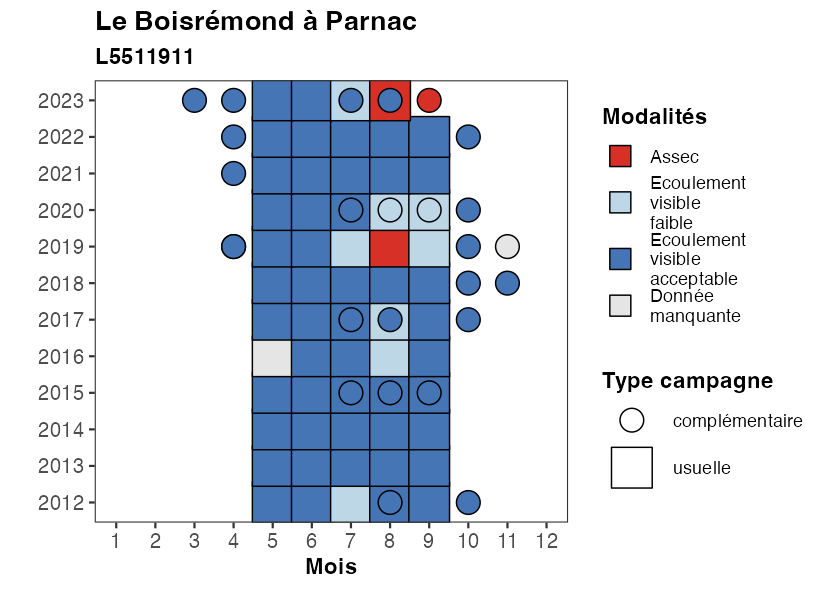 Le Boisrémond à Parnac
L5511911
2023
2022
2021
2020
2019
2018
2017
2016
2015
2014
2013
2012
1 2 3 4 5 6 7 8 9 10 11 12
Mois
Modalités
Assec
Ecoulement
visible
faible
Ecoulement
visible
acceptable
Donnée
manquante
Type campagne
complémentaire
usuelle